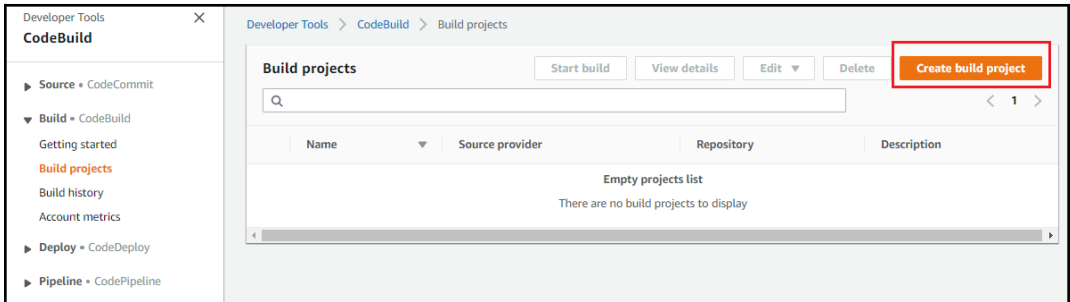 Developer Tools
CodeBuild
Source • CodeCommit
Build • CodeBuild
Getting started
Build projects
Build history
Account metrics
Deploy • CodeDeploy
Pipeline • CodePipeline
Developer Tools > CodeBuild > Build projects
Build projects
Start build
View details
Edit
Delete
Create build project
< 1 >
Name
Source provider
Repository
Description
Empty projects list
There are no build projects to display